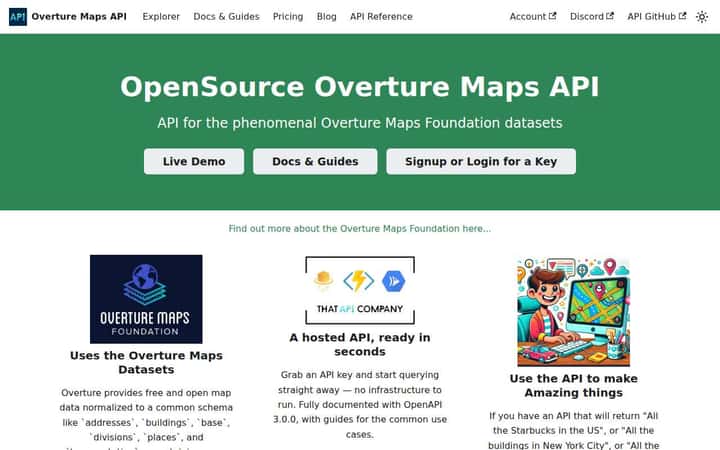 API Overture Maps API Explorer Docs & Guides Pricing Blog API Reference Account Discord API GitHub
OpenSource Overture Maps API
API for the phenomenal Overture Maps Foundation datasets
Live Demo Docs & Guides Signup or Login for a Key
Find out more about the Overture Maps Foundation here...
OVERTURE MAPS
FOUNDATION
Uses the Overture Maps
Datasets
Overture provides free and open map
data normalized to a common schema
like `addresses`, `buildings`, `base`,
`divisions`, `places`, and
THAT API COMPANY
A hosted API, ready in
seconds
Grab an API key and start querying
straight away — no infrastructure to
run. Fully documented with OpenAPI
3.0.0, with guides for the common use
cases.
Use the API to make
Amazing things
If you have an API that will return "All
the Starbucks in the US", or "All the
buildings in New York City", or "All the